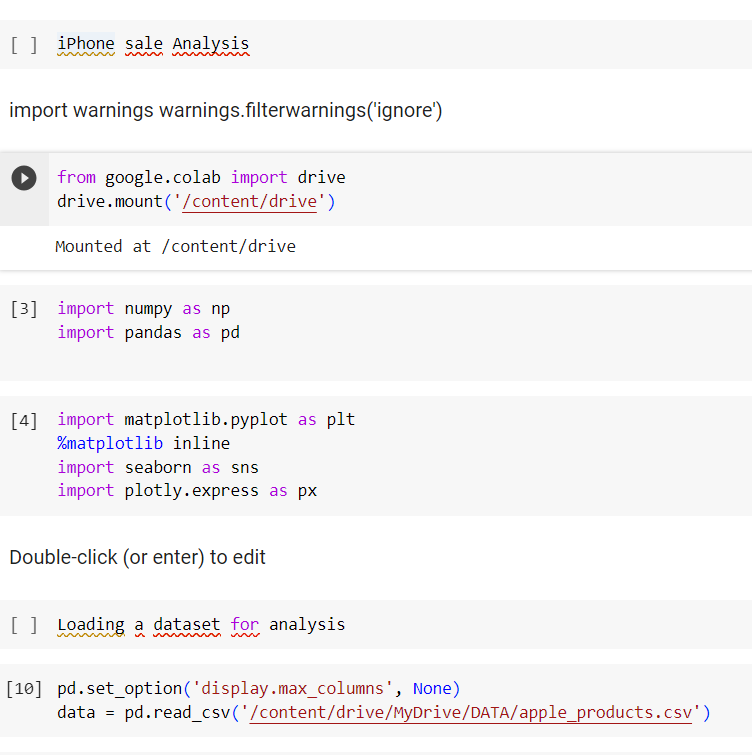 [ ] iPhone sale Analysis
import warnings warnings.filterwarnings('ignore')
from google.colab import drive
drive.mount('/content/drive')
Mounted at /content/drive
[3] import numpy as np
import pandas as pd
[4] import matplotlib.pyplot as plt
%matplotlib inline
import seaborn as sns
import plotly.express as px
Double-click (or enter) to edit
[ ] Loading a dataset for analysis
[10] pd.set_option('display.max_columns', None)
data = pd.read_csv('/content/drive/MyDrive/DATA/apple_products.csv')